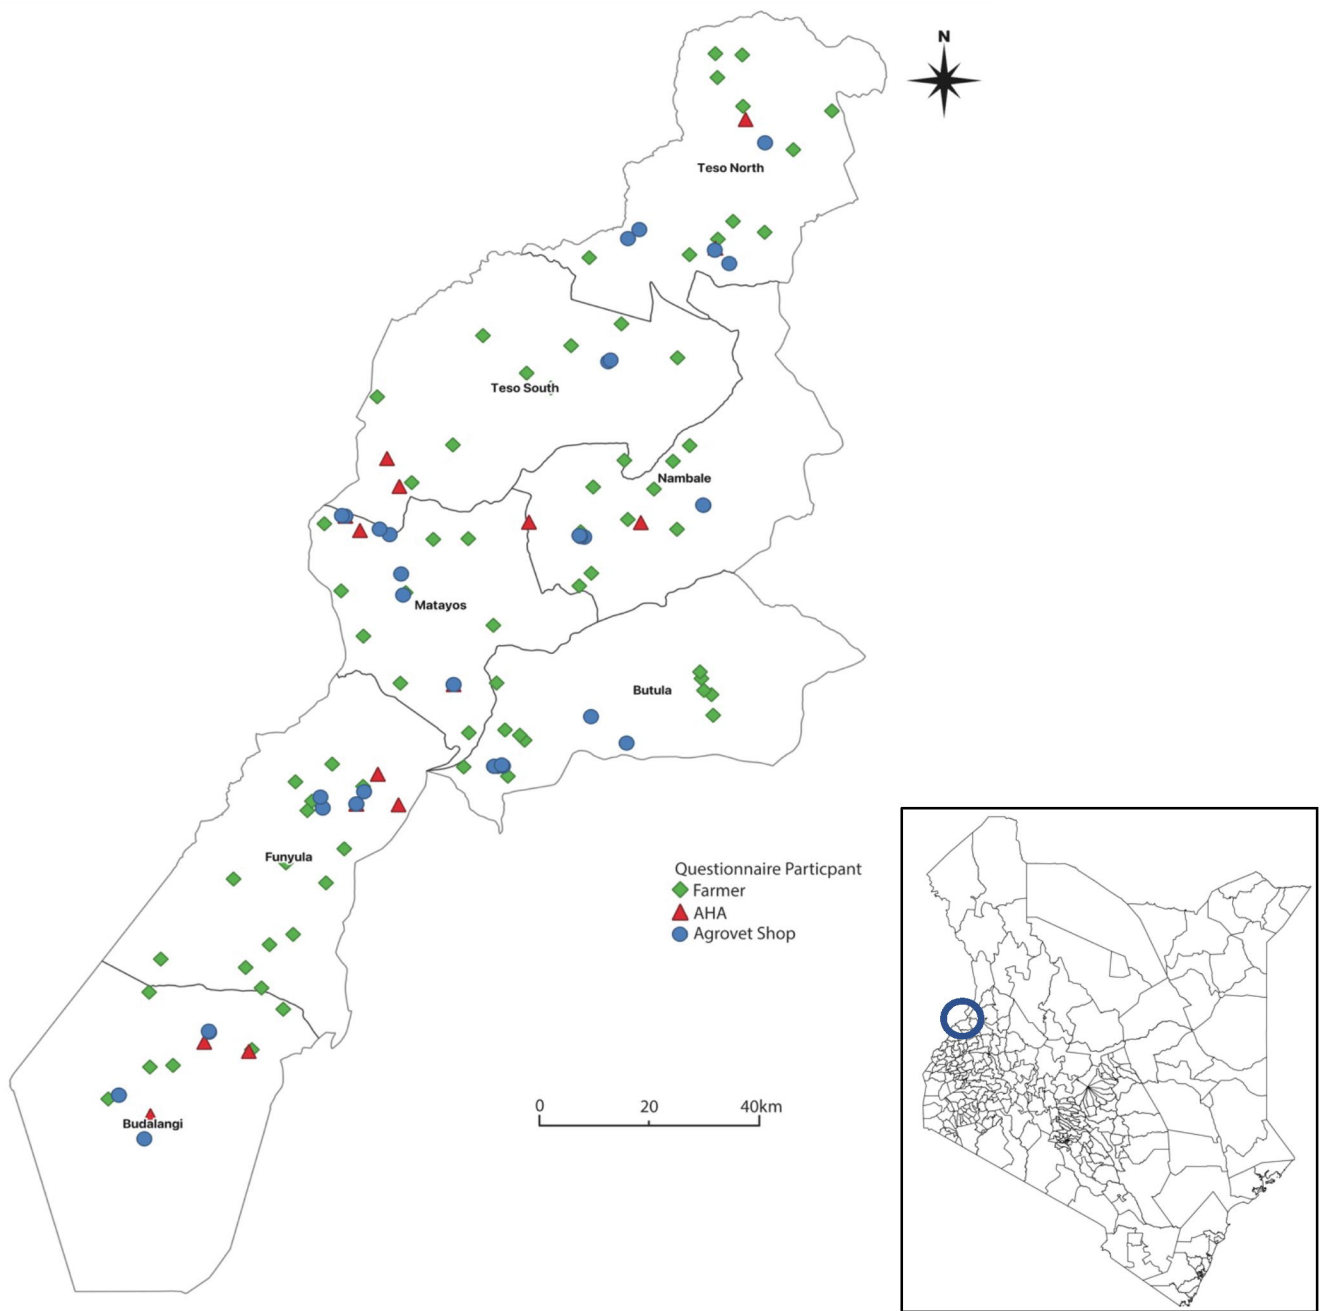 N
Teso North
Teso South
Nambale
Matayos
Butula
Funyula
Questionnaire Particpant
Farmer
AHA
Agrovet Shop
0 20 40km
Budalangi